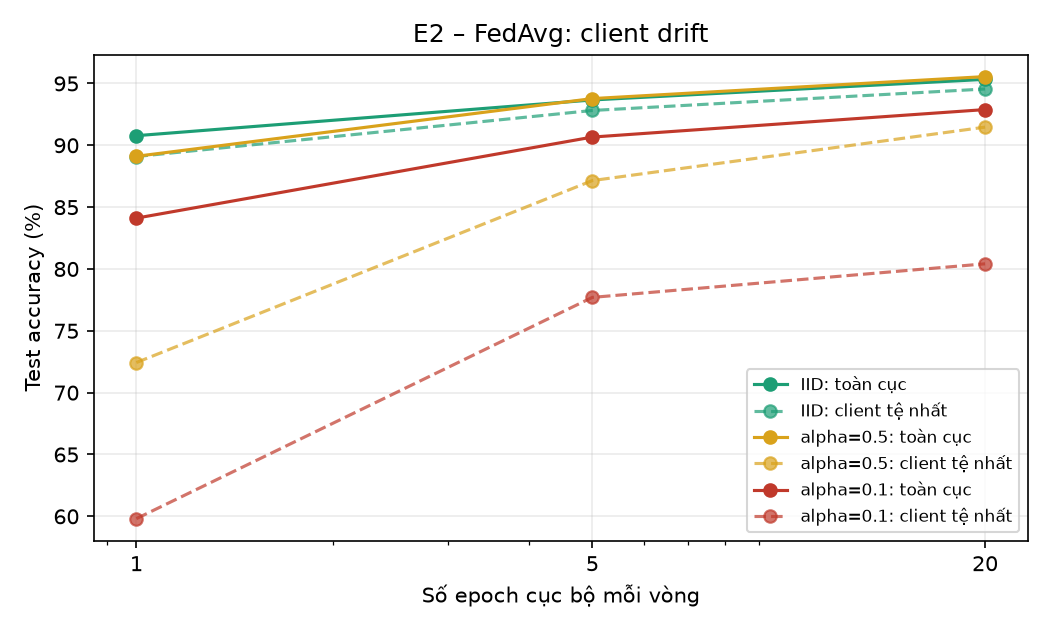 E2 – FedAvg: client drift
Test accuracy (%)
95
90
85
80
75
70
65
60
IID: toàn cục
IID: client tệ nhất
alpha=0.5: toàn cục
alpha=0.5: client tệ nhất
alpha=0.1: toàn cục
alpha=0.1: client tệ nhất
1
5
20
Số epoch cục bộ mỗi vòng